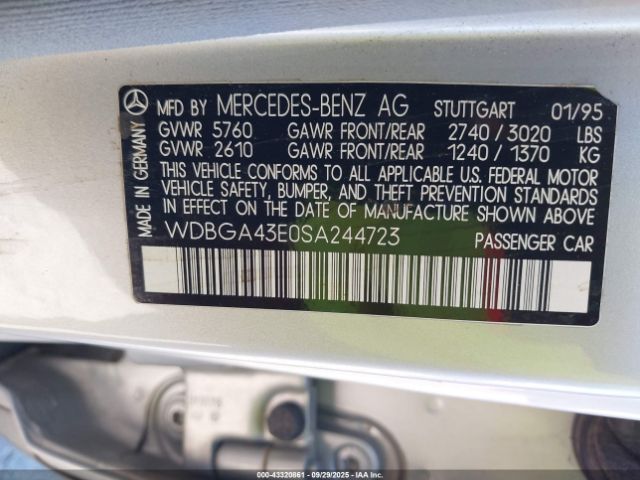 MFD BY MERCEDES-BENZ AG STUTTGART 01/95
GVWR 5760 GAWR FRONT/REAR 2740 / 3020 LBS
GVWR 2610 GAWR FRONT/REAR 1240 / 1370 KG
THIS VEHICLE CONFORMS TO ALL APPLICABLE U.S. FEDERAL MOTOR
VEHICLE SAFETY, BUMPER, AND THEFT PREVENTION STANDARDS
IN EFFECT ON THE DATE OF MANUFACTURE SHOWN ABOVE
WDBGA43E0SA244723 PASSENGER CAR
MADE IN GERMANY
000-43320861 - 09/29/2025 - IAAI.COM